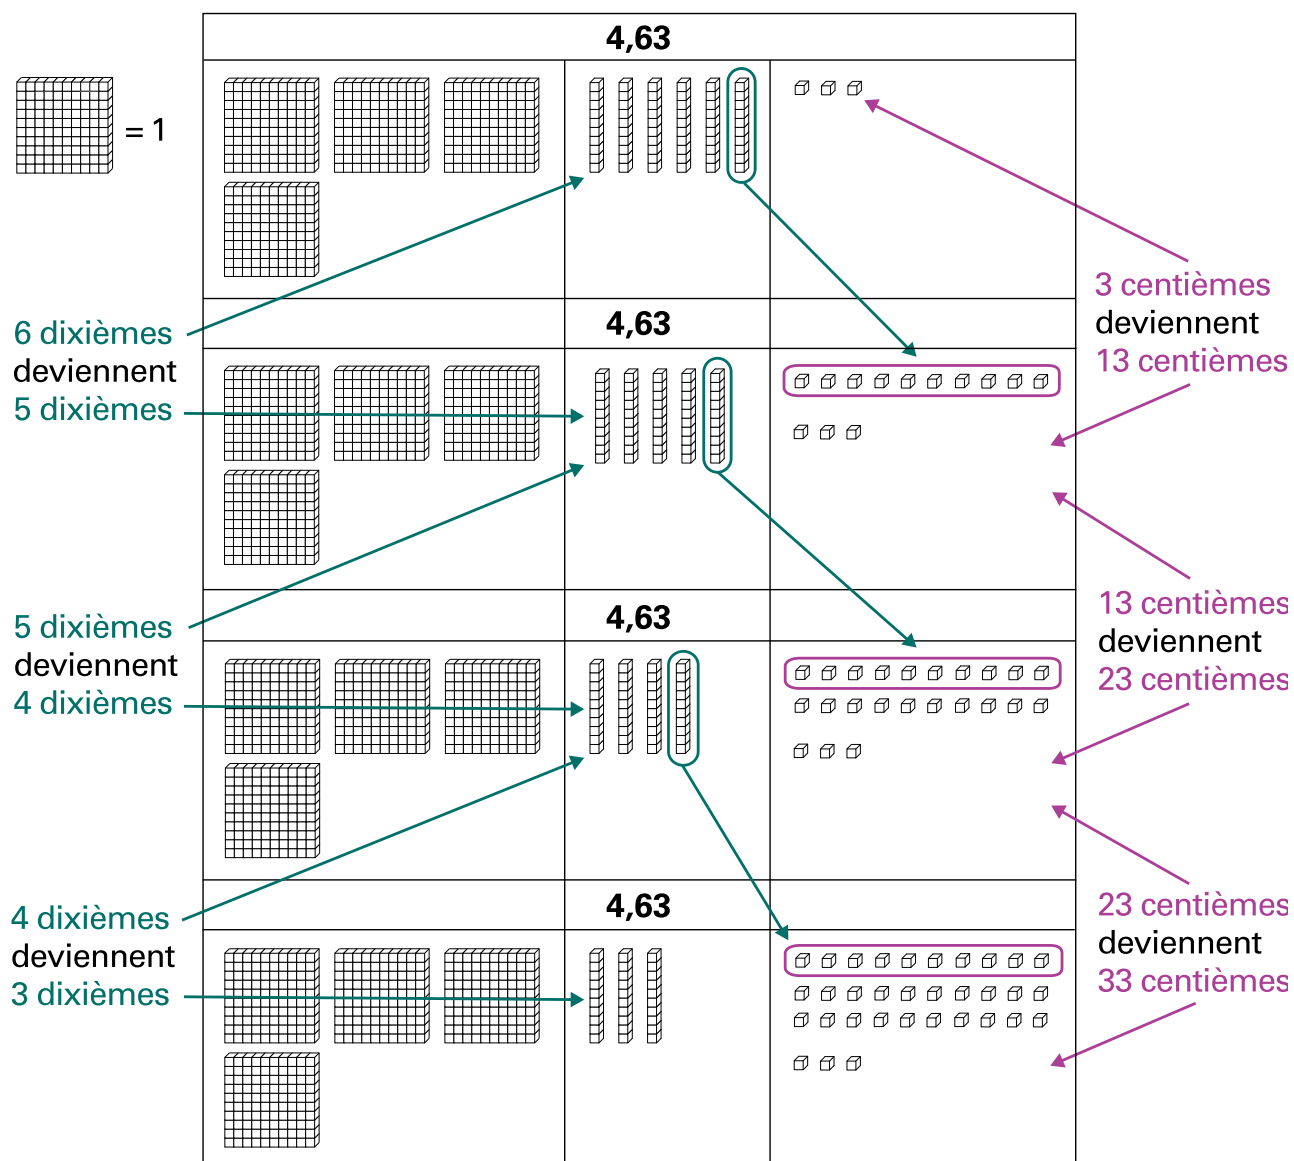 4,63
= 1
3 centièmes
deviennent
13 centièmes
6 dixièmes
deviennent
5 dixièmes
4,63
13 centièmes
deviennent
23 centièmes
5 dixièmes
deviennent
4 dixièmes
4,63
23 centièmes
deviennent
33 centièmes
4 dixièmes
deviennent
3 dixièmes
4,63